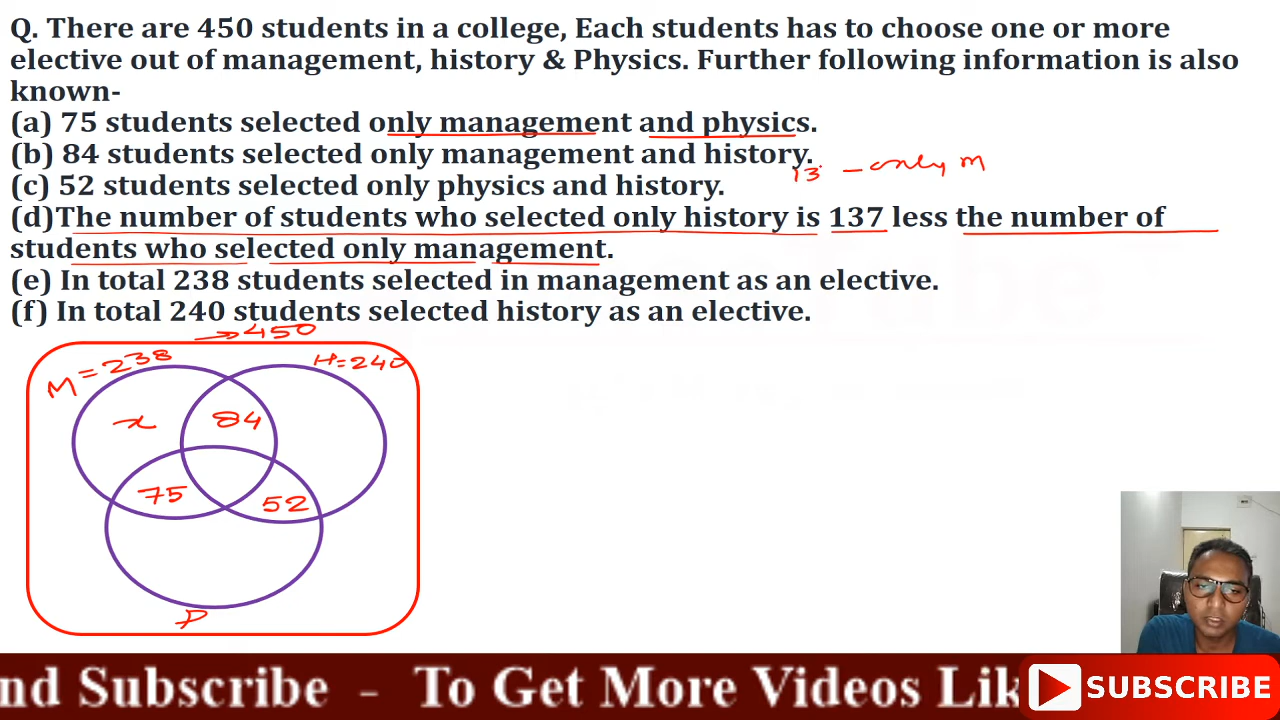 Q. There are 450 students in a college, Each students has to choose one or more
elective out of management, history & Physics. Further following information is also
known-
(a) 75 students selected only management and physics.
(b) 84 students selected only management and history.
13 – only M
(c) 52 students selected only physics and history.
(d)The number of students who selected only history is 137 less the number of
students who selected only management.
(e) In total 238 students selected in management as an elective.
(f) In total 240 students selected history as an elective.
→ 450
M = 238
H=240
x
84
75
52
P
nd Subscribe - To Get More Videos Lik
SUBSCRIBE